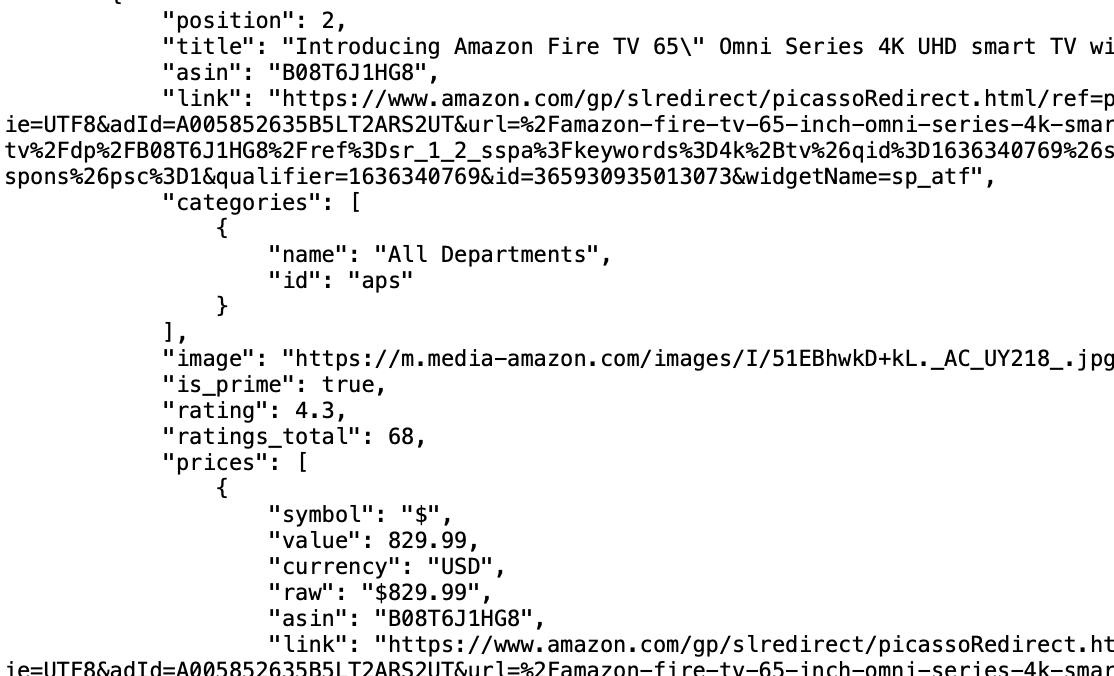 {
"position": 2,
"title": "Introducing Amazon Fire TV 65\" Omni Series 4K UHD smart TV wi
"asin": "B08T6J1HG8",
"link": "https://www.amazon.com/gp/slredirect/picassoRedirect.html/ref=p
ie=UTF8&adId=A005852635B5LT2ARS2UT&url=%2Famazon-fire-tv-65-inch-omni-series-4k-smar
tv%2Fdp%2FB08T6J1HG8%2Fref%3Dsr_1_2_sspa%3Fkeywords%3D4k%2Btv%26qid%3D1636340769%26s
spons%26psc%3D1&qualifier=1636340769&id=365930935013073&widgetName=sp_atf",
"categories": [
{
"name": "All Departments",
"id": "aps"
}
],
"image": "https://m.media-amazon.com/images/I/51EBhwkD+kL._AC_UY218_.jpg
"is_prime": true,
"rating": 4.3,
"ratings_total": 68,
"prices": [
{
"symbol": "$",
"value": 829.99,
"currency": "USD",
"raw": "$829.99",
"asin": "B08T6J1HG8",
"link": "https://www.amazon.com/gp/slredirect/picassoRedirect.ht
ie=UTF8&adId=A005852635B5LT2ARS2UT&url=%2Famazon-fire-tv-65-inch-omni-series-4k-smar